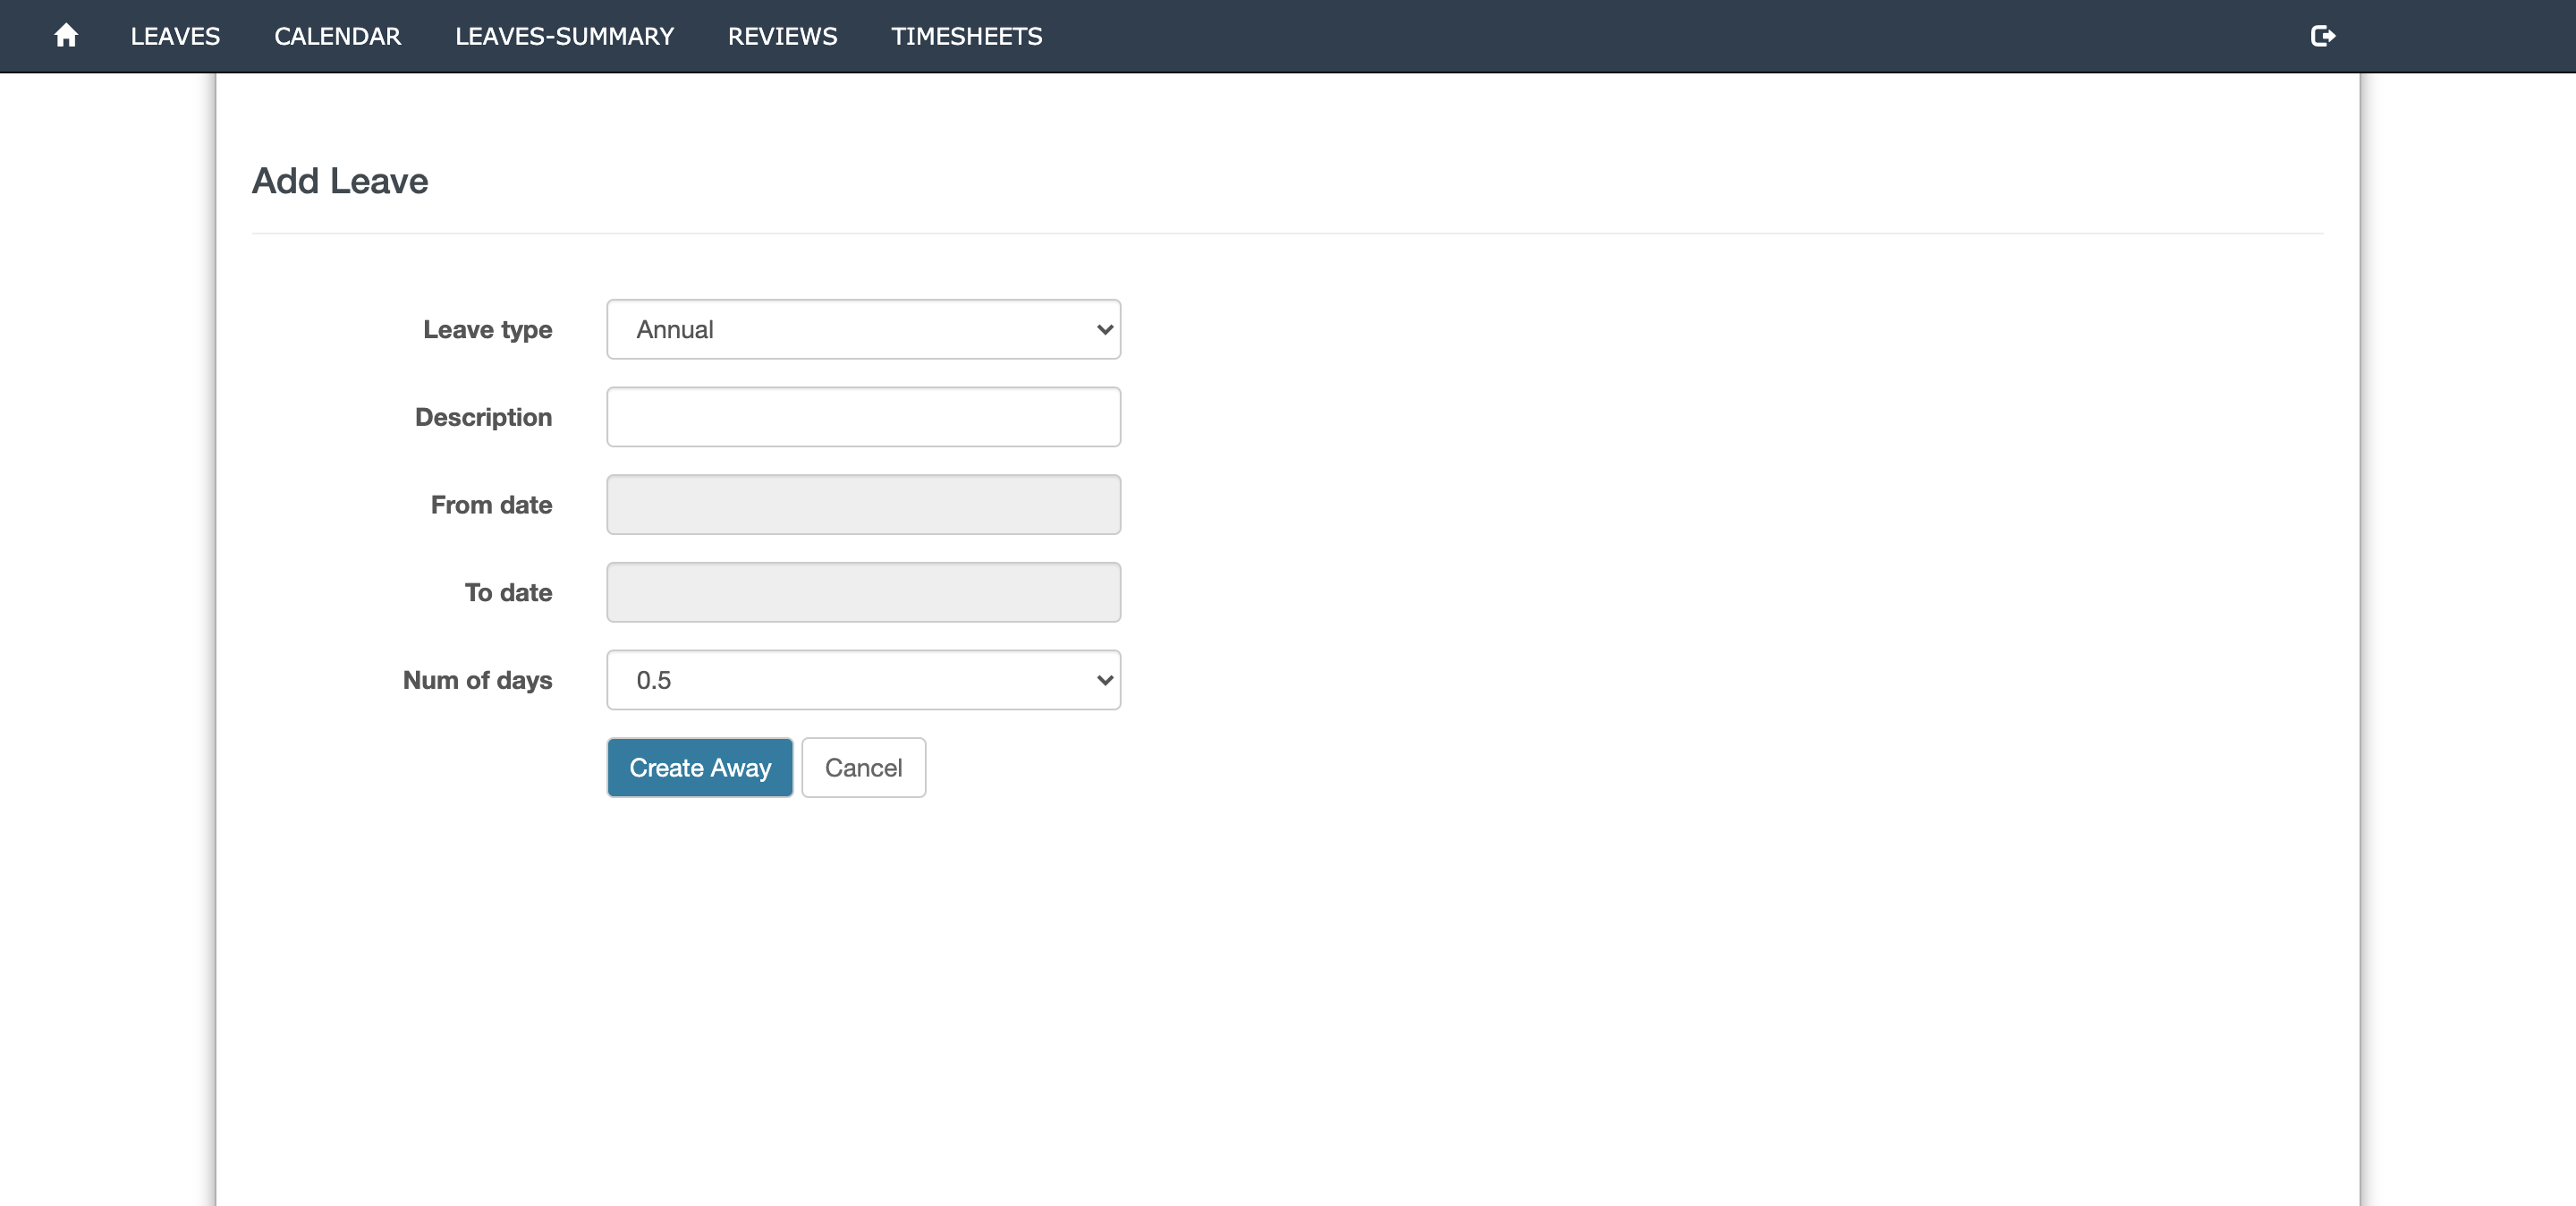 LEAVES CALENDAR LEAVES-SUMMARY REVIEWS TIMESHEETS
Add Leave
Leave type Annual
Description
From date
To date
Num of days 0.5
Create Away Cancel